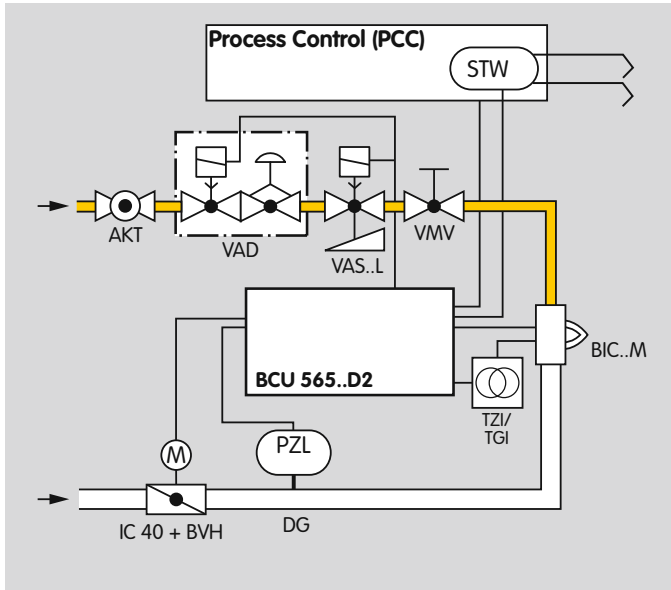 Process Control (PCC)
STW
AKT
VAD
VAS..L
VMV
BCU 565..D2
BIC..M
TZI/
TGI
PZL
M
IC 40 + BVH
DG